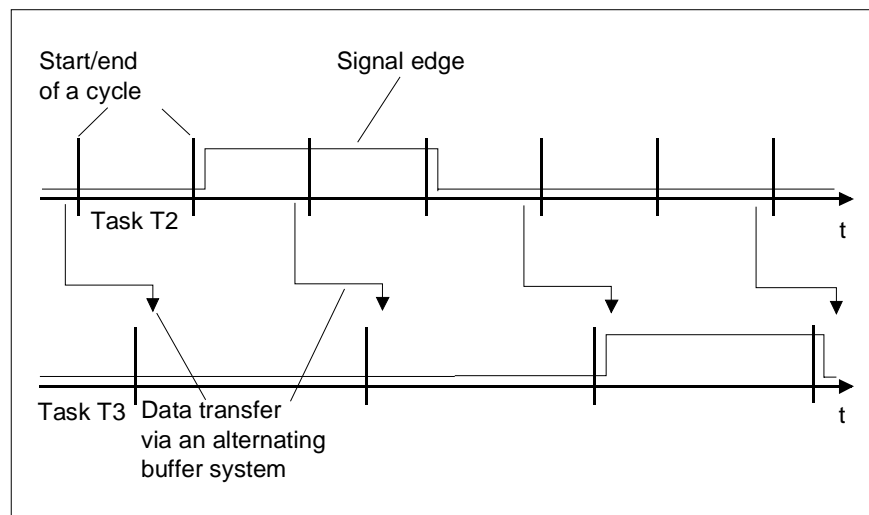 Start/end
of a cycle
Signal edge
Task T2
t
Task T3
Data transfer
via an alternating
buffer system
t